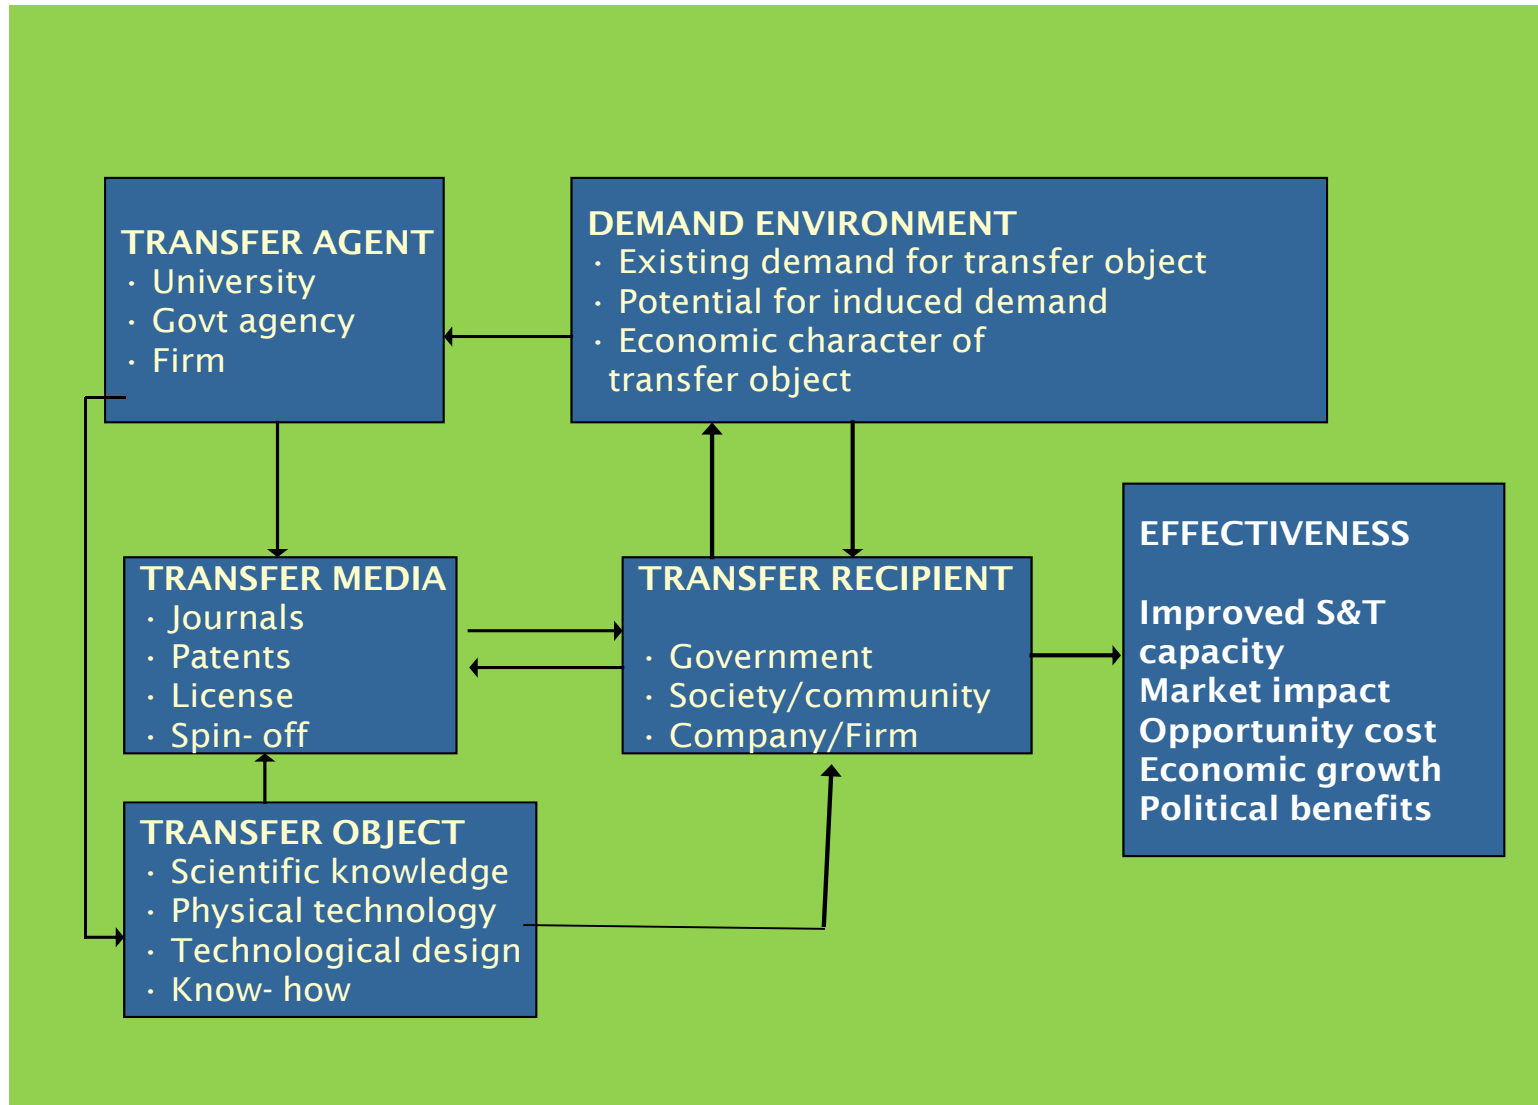 TRANSFER AGENT
· University
· Govt agency
· Firm
DEMAND ENVIRONMENT
· Existing demand for transfer object
· Potential for induced demand
· Economic character of
transfer object
TRANSFER MEDIA
· Journals
· Patents
· License
· Spin- off
TRANSFER RECIPIENT
· Government
· Society/community
· Company/Firm
EFFECTIVENESS
Improved S&T
capacity
Market impact
Opportunity cost
Economic growth
Political benefits
TRANSFER OBJECT
· Scientific knowledge
· Physical technology
· Technological design
· Know- how